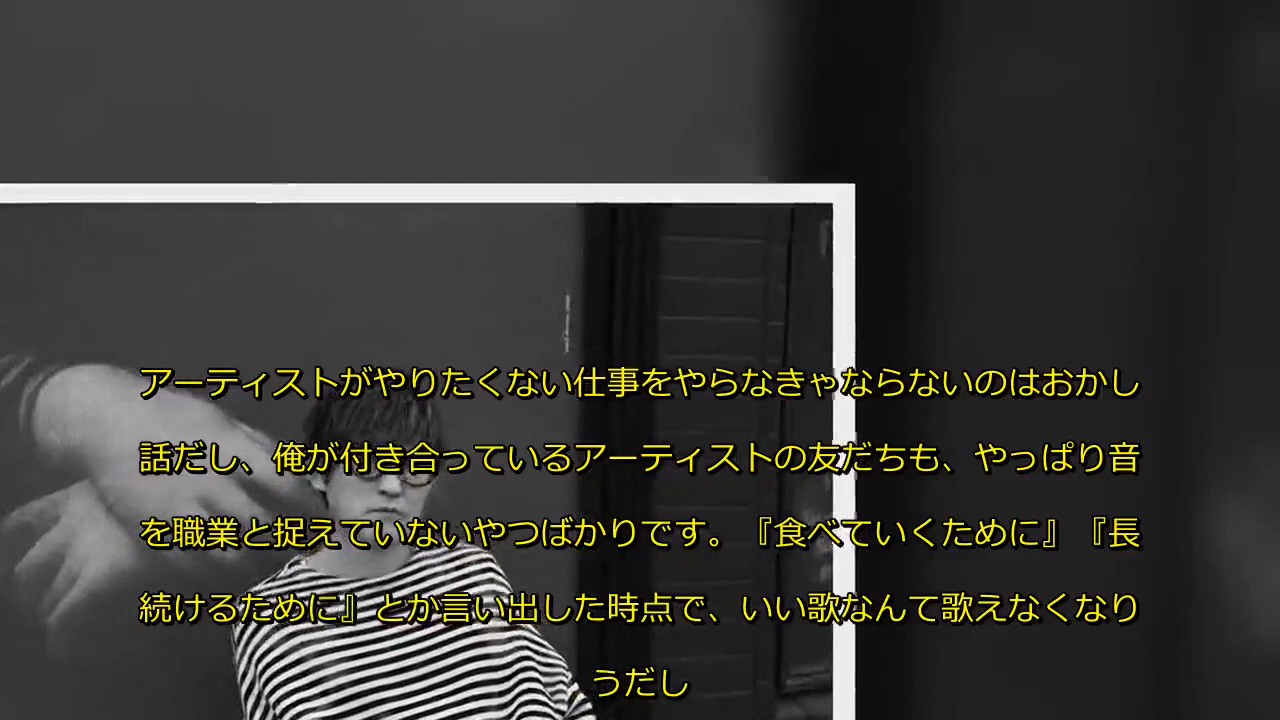 アーティストがやりたくない仕事をやらなきゃならないのはおかし
話だし、俺が付き合っているアーティストの友だちも、やっぱり音
を職業と捉えていないやつばかりです。『食べていくために』『長
続けるために』とか言い出した時点で、いい歌なんて歌えなくなり
うだし